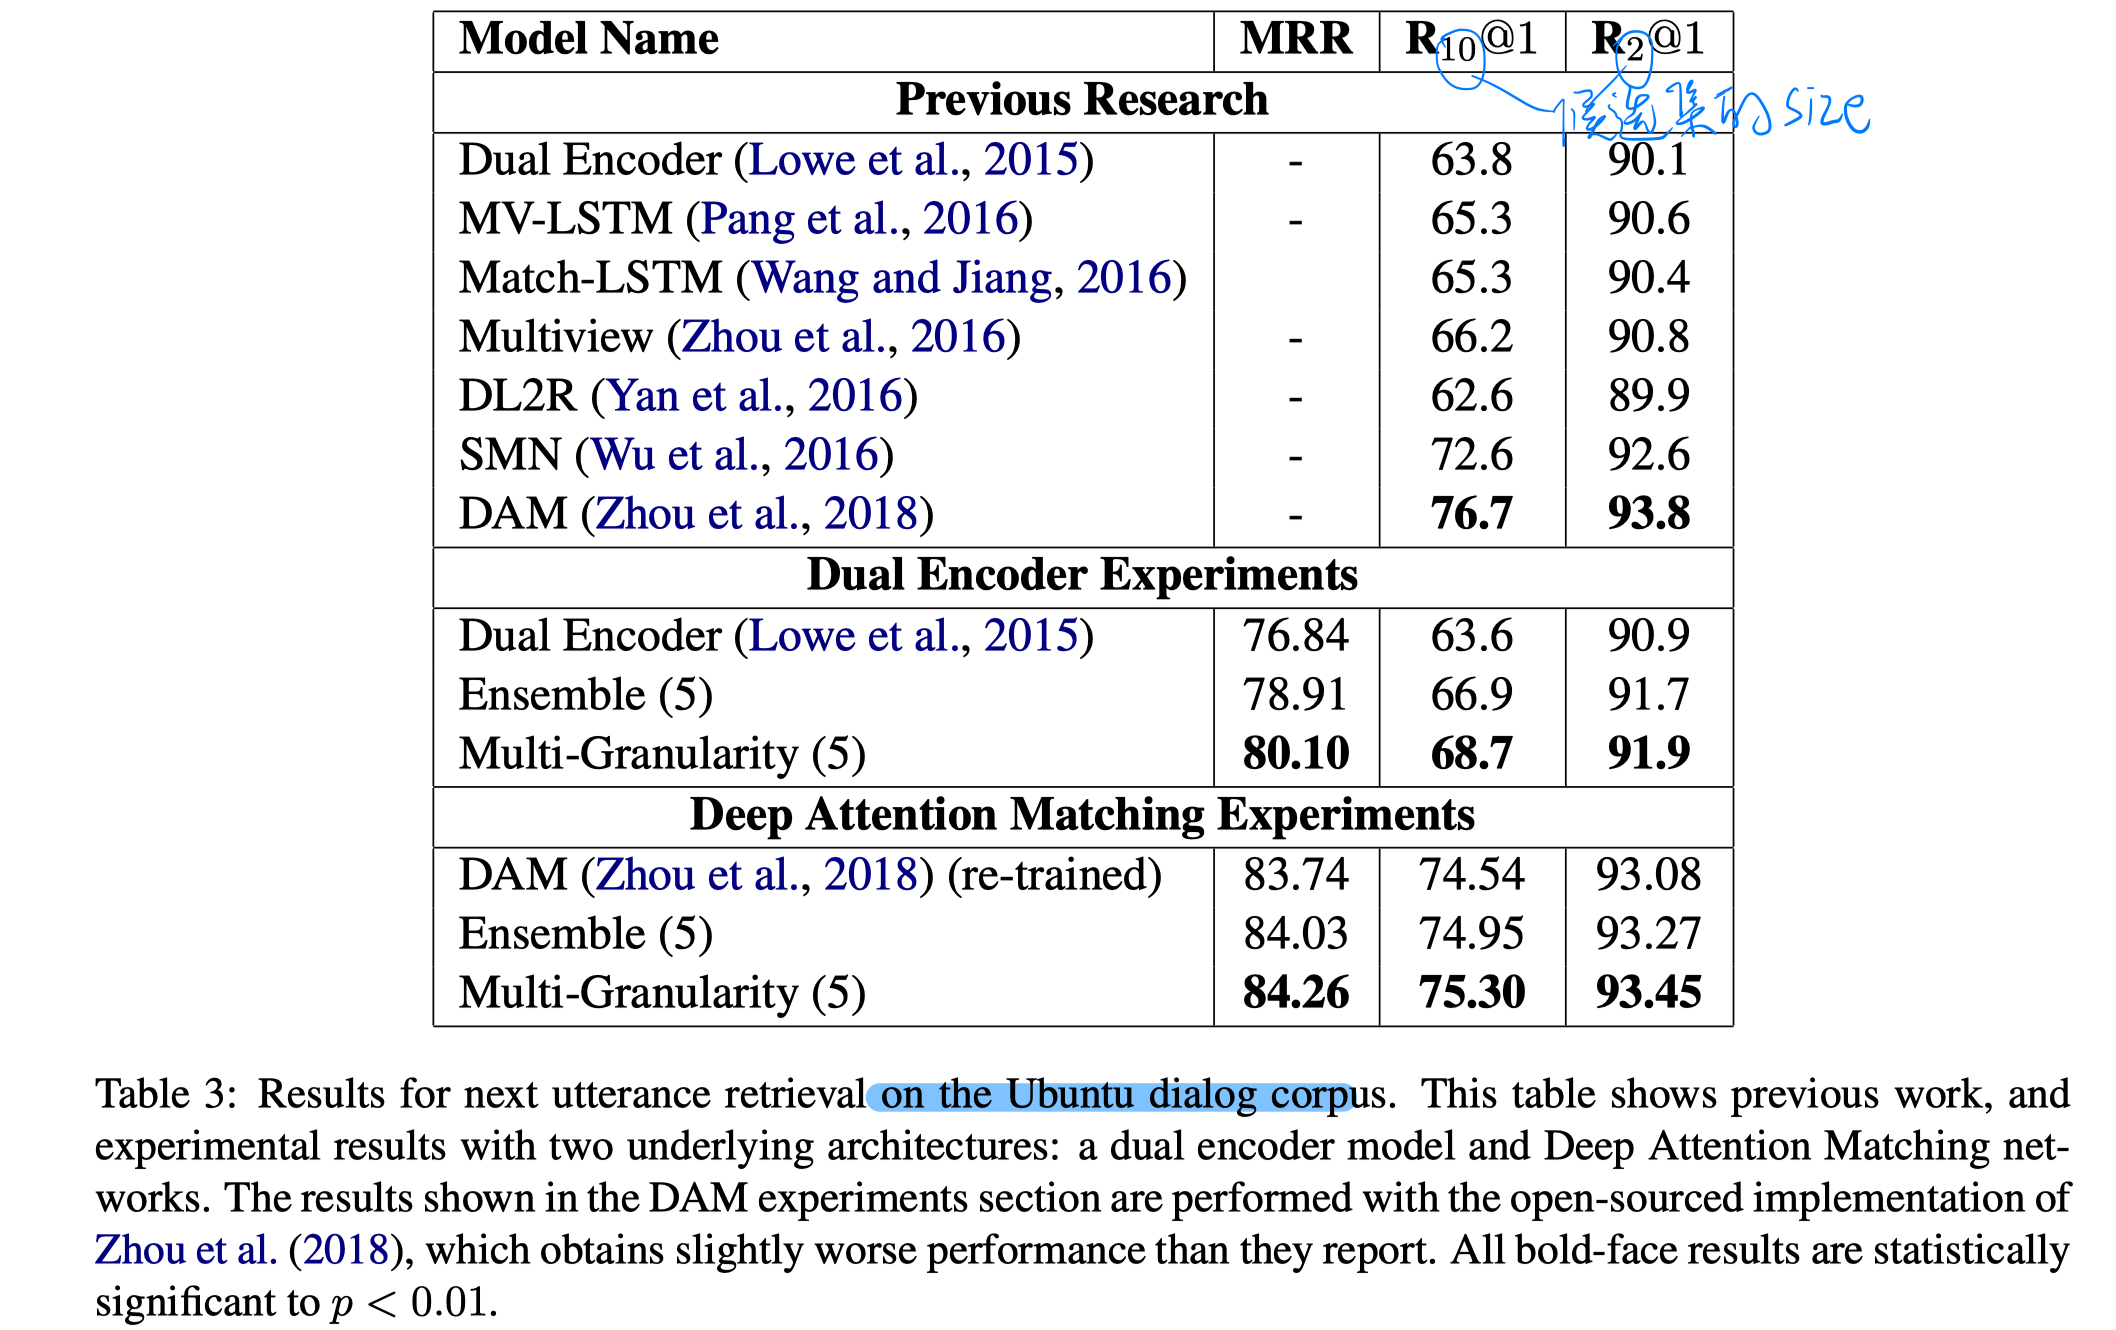 Model Name MRR R10@1 R2@1
候选集的size
Previous Research
Dual Encoder (Lowe et al., 2015) - 63.8 90.1
MV-LSTM (Pang et al., 2016) - 65.3 90.6
Match-LSTM (Wang and Jiang, 2016) 65.3 90.4
Multiview (Zhou et al., 2016) - 66.2 90.8
DL2R (Yan et al., 2016) - 62.6 89.9
SMN (Wu et al., 2016) - 72.6 92.6
DAM (Zhou et al., 2018) - 76.7 93.8
Dual Encoder Experiments
Dual Encoder (Lowe et al., 2015) 76.84 63.6 90.9
Ensemble (5) 78.91 66.9 91.7
Multi-Granularity (5) 80.10 68.7 91.9
Deep Attention Matching Experiments
DAM (Zhou et al., 2018) (re-trained) 83.74 74.54 93.08
Ensemble (5) 84.03 74.95 93.27
Multi-Granularity (5) 84.26 75.30 93.45
Table 3: Results for next utterance retrieval on the Ubuntu dialog corpus. This table shows previous work, and
experimental results with two underlying architectures: a dual encoder model and Deep Attention Matching net-
works. The results shown in the DAM experiments section are performed with the open-sourced implementation of
Zhou et al. (2018), which obtains slightly worse performance than they report. All bold-face results are statistically
significant to p < 0.01.